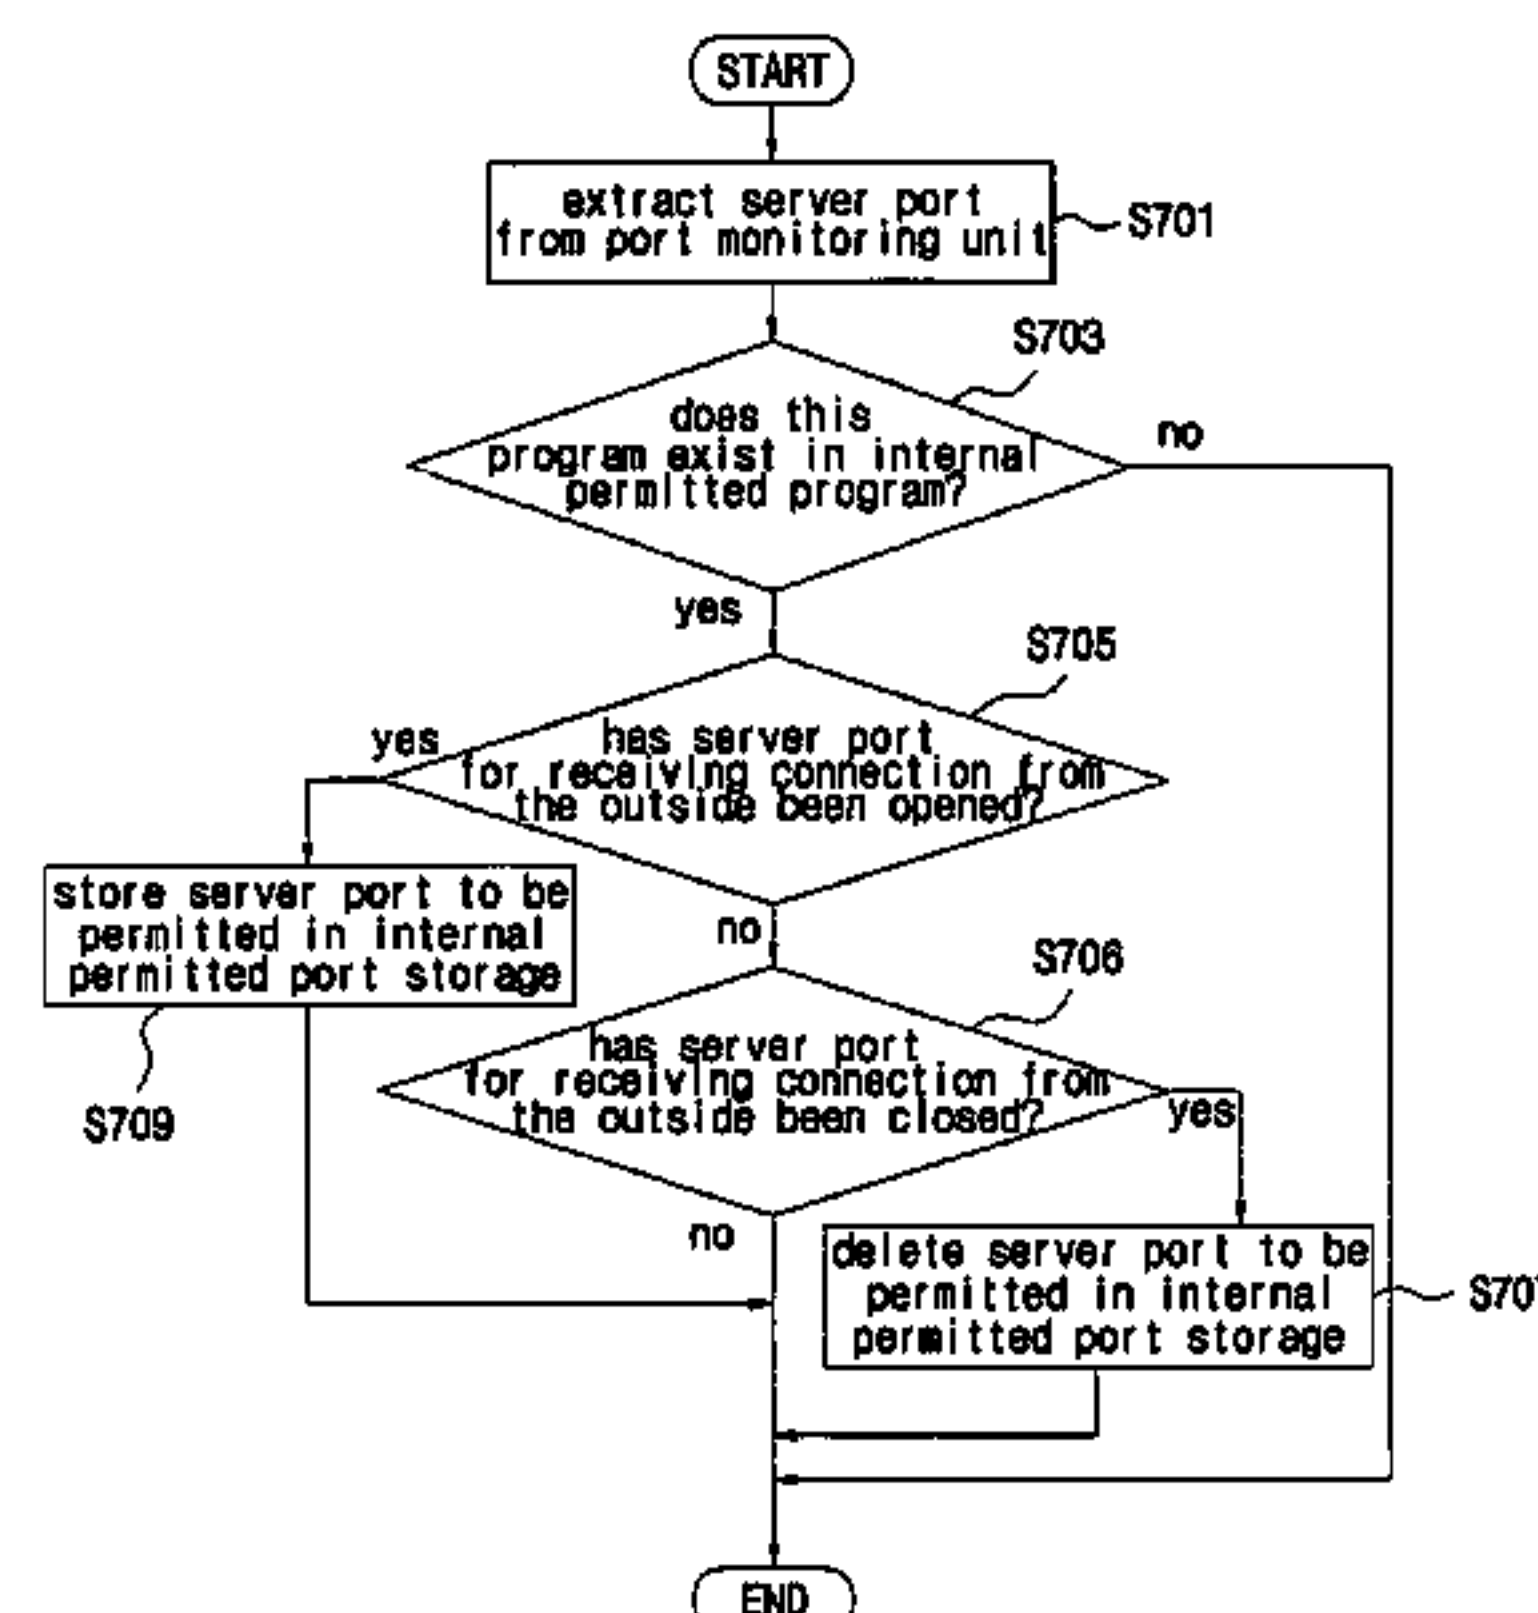 START
extract server port
from port monitoring unit
S701
S703
does this
program exist in internal
permitted program?
no
yes
S705
has server port
for receiving connection from
the outside been opened?
yes
store server port to be
permitted in internal
permitted port storage
S709
no
S706
has server port
for receiving connection from
the outside been closed?
yes
no
delete server port to be
permitted in internal
permitted port storage
END